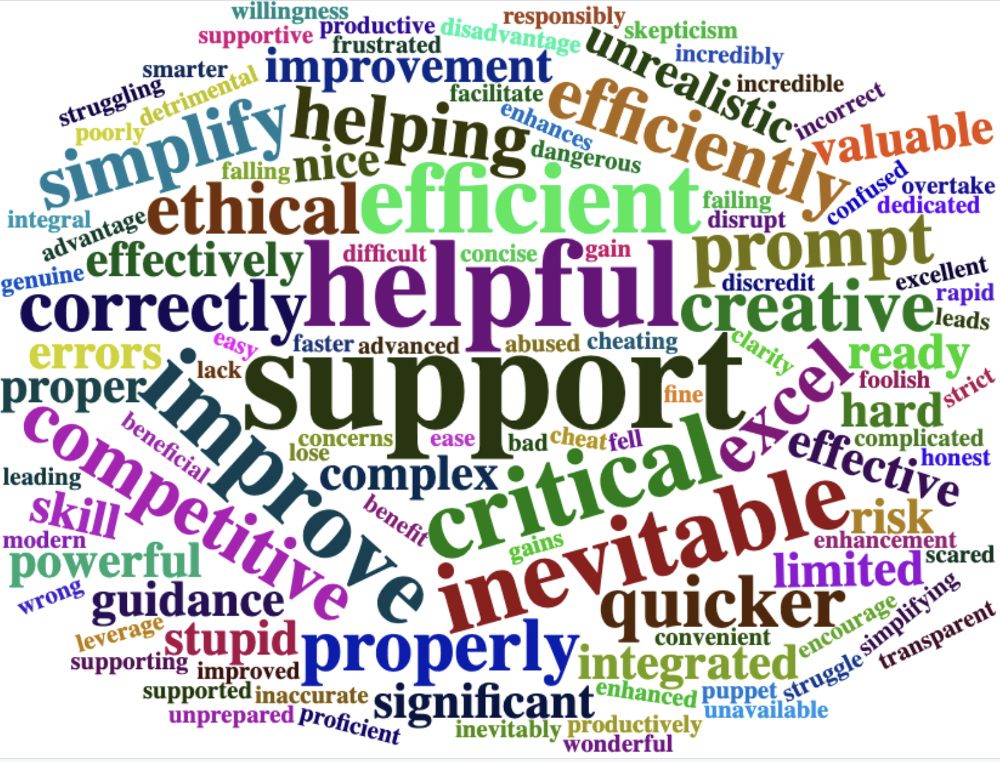 willingness
responsibly
supportive
productive
disadvantage
skepticism
frustrated
unrealistic
incredibly
smarter
improvement
incredible
struggling
detrimental
facilitate
efficiently
incorrect
poorly
simplify
helping
enhances
valuable
falling
nice
dangerous
confused
overtake
integral
ethical
efficient
failing
dedicated
advantage
disrupt
prompt
genuine
effectively
helpful
difficult
concise
gain
discredit
excellent
correctly
creative
rapid
leads
errors
easy
faster
advanced
abused
cheating
clarity
ready
lack
support
excel
foolish
proper
improve
fine
hard
strict
competitive
beneficial
concerns
ease
bad
cheat
fell
effective
complicated
lose
critical
honest
leading
complex
skill
benefit
inevitable
risk
modern
gains
enhancement
powerful
limited
scared
wrong
guidance
quicker
encourage
simplifying
leverage
stupid
properly
convenient
transparent
supporting
improved
integrated
struggle
supported
inaccurate
significant
enhanced
puppet
unprepared
proficient
unavailable
inevitably
productively
wonderful